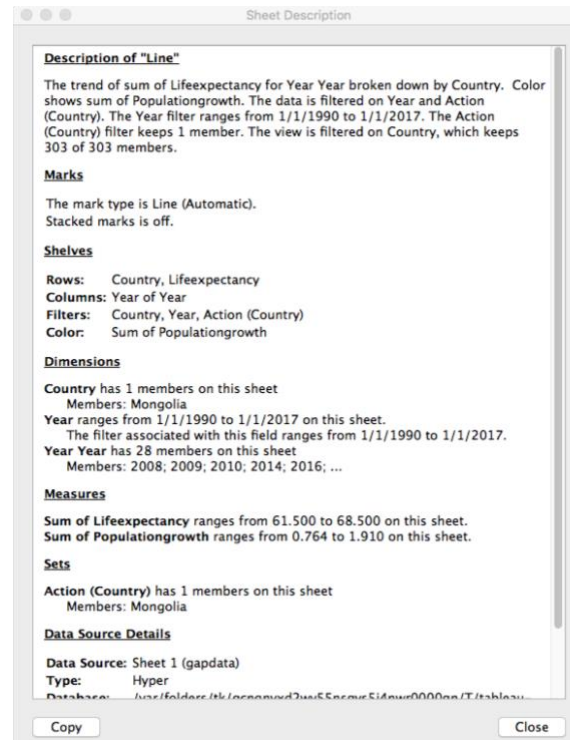 Sheet Description
Description of "Line"
The trend of sum of Lifeexpectancy for Year Year broken down by Country. Color
shows sum of Populationgrowth. The data is filtered on Year and Action
(Country). The Year filter ranges from 1/1/1990 to 1/1/2017. The Action
(Country) filter keeps 1 member. The view is filtered on Country, which keeps
303 of 303 members.
Marks
The mark type is Line (Automatic).
Stacked marks is off.
Shelves
Rows: Country, Lifeexpectancy
Columns: Year of Year
Filters: Country, Year, Action (Country)
Color: Sum of Populationgrowth
Dimensions
Country has 1 members on this sheet
Members: Mongolia
Year ranges from 1/1/1990 to 1/1/2017 on this sheet.
The filter associated with this field ranges from 1/1/1990 to 1/1/2017.
Year Year has 28 members on this sheet
Members: 2008; 2009; 2010; 2014; 2016; ...
Measures
Sum of Lifeexpectancy ranges from 61.500 to 68.500 on this sheet.
Sum of Populationgrowth ranges from 0.764 to 1.910 on this sheet.
Sets
Action (Country) has 1 members on this sheet
Members: Mongolia
Data Source Details
Data Source: Sheet 1 (gapdata)
Type: Hyper
Database:
Copy
Close